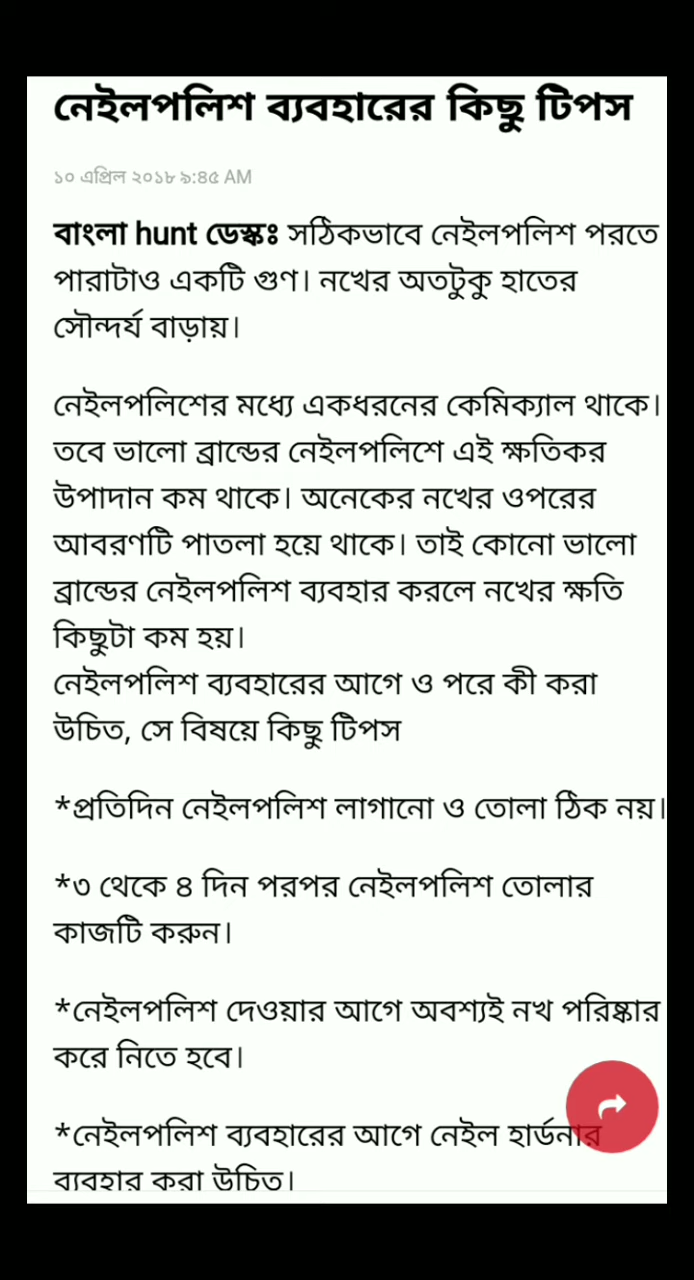 নেইলপলিশ ব্যবহারের কিছু টিপস
১০ এপ্রিল ২০১৮ ৯:৪৫ AM
বাংলা hunt ডেস্কঃ সঠিকভাবে নেইলপলিশ পরতে
পারাটাও একটি গুণ। নখের অতটুকু হাতের
সৌন্দর্য বাড়ায়।
নেইলপলিশের মধ্যে একধরনের কেমিক্যাল থাকে।
তবে ভালো ব্রান্ডের নেইলপলিশে এই ক্ষতিকর
উপাদান কম থাকে। অনেকের নখের ওপরের
আবরণটি পাতলা হয়ে থাকে। তাই কোনো ভালো
ব্রান্ডের নেইলপলিশ ব্যবহার করলে নখের ক্ষতি
কিছুটা কম হয়।
নেইলপলিশ ব্যবহারের আগে ও পরে কী করা
উচিত, সে বিষয়ে কিছু টিপস
*প্রতিদিন নেইলপলিশ লাগানো ও তোলা ঠিক নয়।
*৩ থেকে ৪ দিন পরপর নেইলপলিশ তোলার
কাজটি করুন।
*নেইলপলিশ দেওয়ার আগে অবশ্যই নখ পরিষ্কার
করে নিতে হবে।
*নেইলপলিশ ব্যবহারের আগে নেইল হার্ডনার
ব্যবহার করা উচিত।